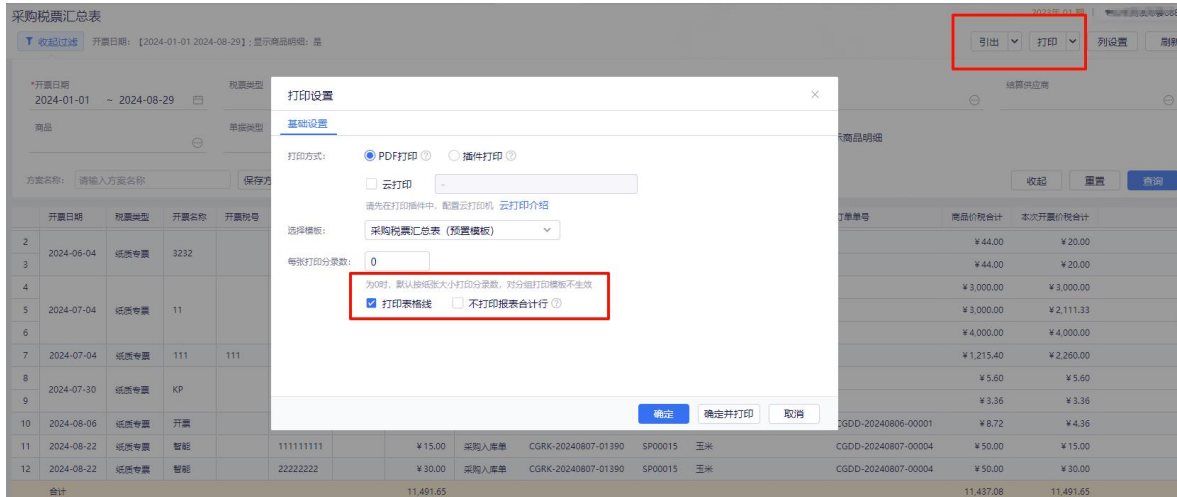 采购税票汇总表
2023年 01 期
收起过滤 开票日期：【2024-01-01 2024-08-29】; 显示商品明细: 是
引出 打印 列设置 刷新
*开票日期 税票类型 结算供应商
2024-01-01 ~ 2024-08-29
商品 单据类型 示商品明细
方案名称： 请输入方案名称 保存方 收起 重置 查询
打印设置
基础设置
打印方式： PDF打印 插件打印
云打印 -
请先在打印插件中，配置云打印机 云打印介绍
选择模板： 采购税票汇总表（预置模板）
每张打印分录数： 0
为0时，默认按纸张大小打印分录数，对分组打印模板不生效
打印表格线 不打印报表合计行
确定 确定并打印 取消
开票日期 税票类型 开票名称 开票税号 订单单号 商品价税合计 本次开票价税合计
2 2024-06-04 纸质专票 3232 ￥44.00 ￥20.00
3 ￥44.00 ￥20.00
4 ￥3,000.00 ￥3,000.00
5 2024-07-04 纸质专票 11 ￥3,000.00 ￥2,111.33
6 ￥4,000.00 ￥4,000.00
7 2024-07-04 纸质专票 111 111 ￥1,215.40 ￥2,260.00
8 2024-07-30 纸质专票 KP ￥5.60 ￥5.60
9 ￥3.36 ￥3.36
10 2024-08-06 纸质专票 开票 CGDD-20240806-00001 ￥8.72 ￥4.36
11 2024-08-22 纸质专票 智能 111111111 ￥15.00 采购入库单 CGRK-20240807-01390 SP00015 玉米 CGDD-20240807-00004 ￥50.00 ￥15.00
12 2024-08-22 纸质专票 智能 22222222 ￥30.00 采购入库单 CGRK-20240807-01390 SP00015 玉米 CGDD-20240807-00004 ￥50.00 ￥30.00
合计 11,491.65 11,437.08 11,491.65